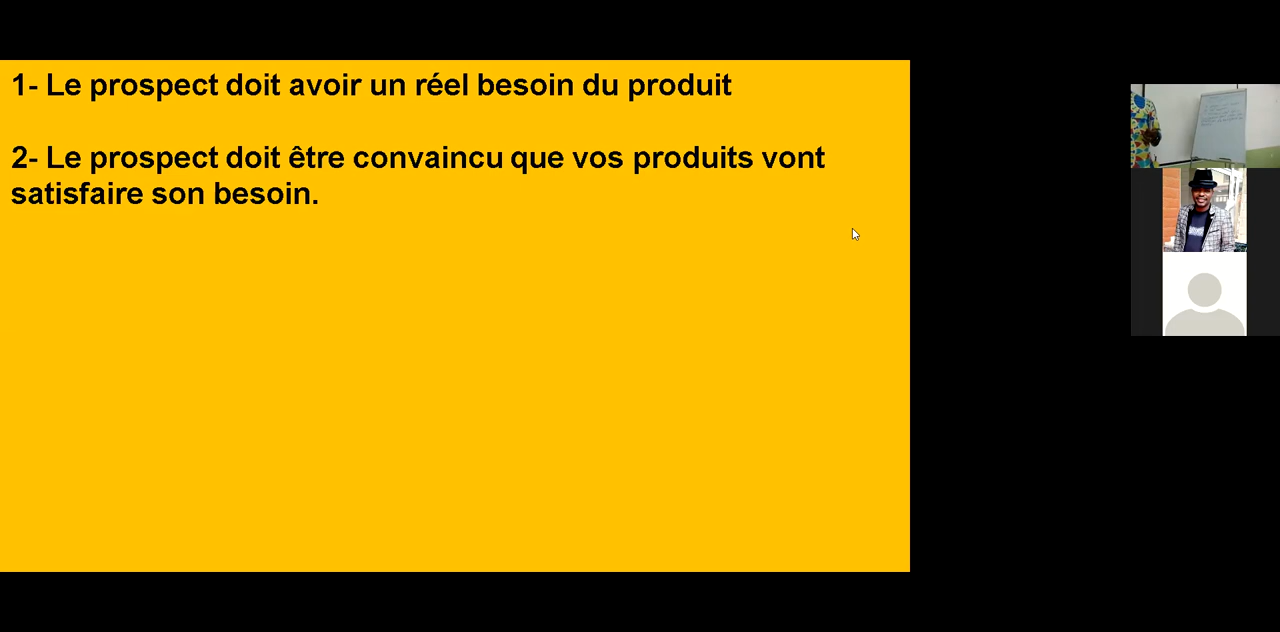 1- Le prospect doit avoir un réel besoin du produit
2- Le prospect doit être convaincu que vos produits vont
satisfaire son besoin.